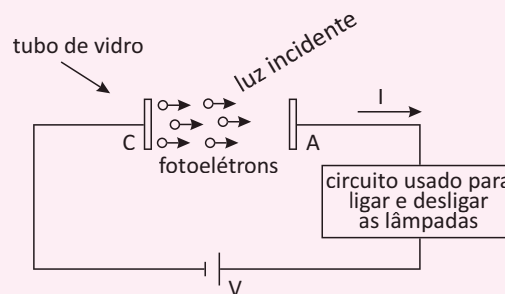 tubo de vidro
luz incidente
I
C
A
fotoelétrons
circuito usado para
ligar e desligar
as lâmpadas
V